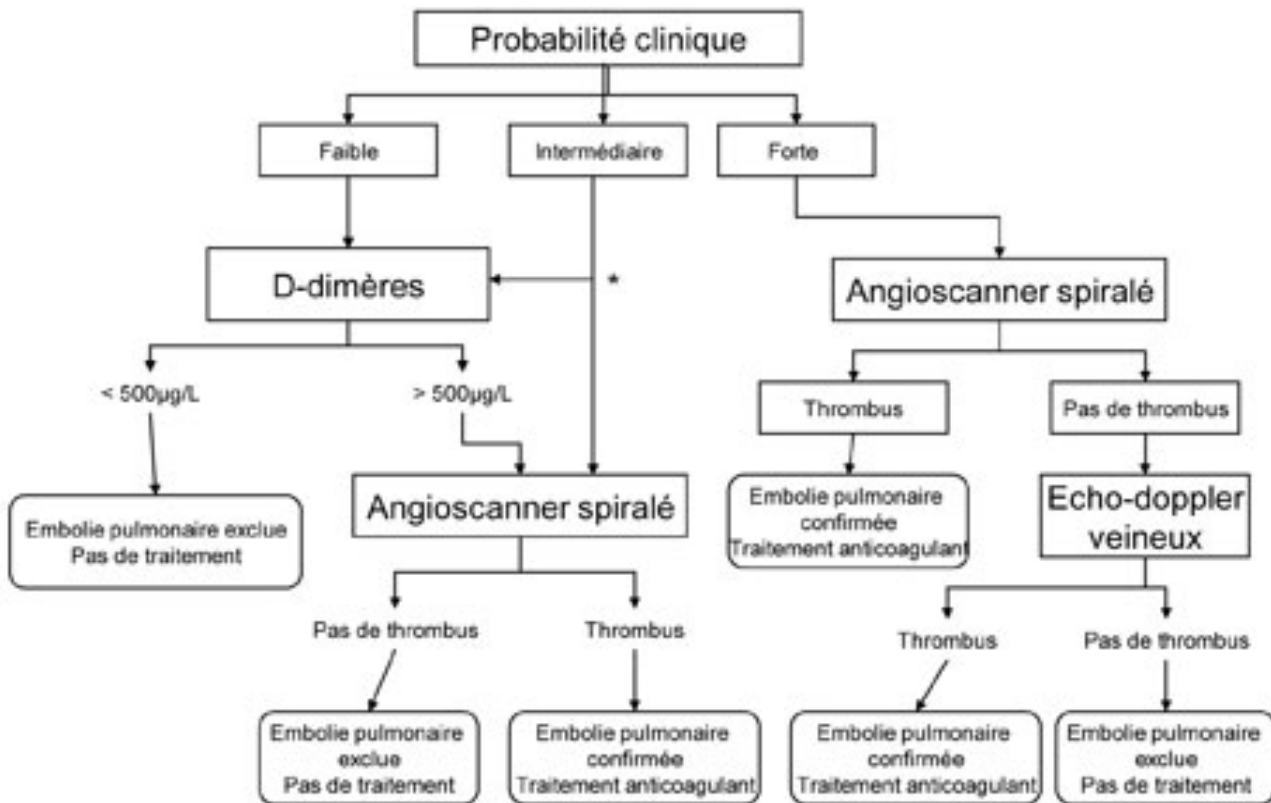 Probabilité clinique
Faible
Intermédiaire
Forte
D-dimères
*
Angioscanner spiralé
< 500µg/L
> 500µg/L
Thrombus
Pas de thrombus
Embolie pulmonaire exclue
Pas de traitement
Angioscanner spiralé
Embolie pulmonaire
confirmée
Traitement anticoagulant
Echo-doppler
veineux
Pas de thrombus
Thrombus
Thrombus
Pas de thrombus
Embolie pulmonaire
exclue
Pas de traitement
Embolie pulmonaire
confirmée
Traitement anticoagulant
Embolie pulmonaire
confirmée
Traitement anticoagulant
Embolie pulmonaire
exclue
Pas de traitement